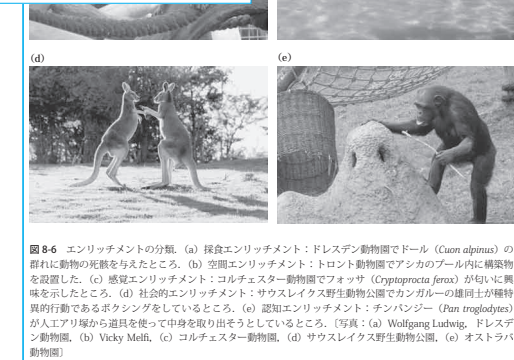 (d)
(e)
図8-6 エンリッチメントの分類．（a）採食エンリッチメント：ドレスデン動物園でドール（Cuon alpinus）の
群れに動物の死骸を与えたところ．（b）空間エンリッチメント：トロント動物園でアシカのプール内に構築物
を設置した．（c）感覚エンリッチメント：コルチェスター動物園でフォッサ（Cryptoprocta ferox）が匂いに興
味を示したところ．（d）社会的エンリッチメント：サウスレイクス野生動物公園でカンガルーの雄同士が種特
異的行動であるボクシングをしているところ．（e）認知エンリッチメント：チンパンジー（Pan troglodytes）
が人工アリ塚から道具を使って中身を取り出そうとしているところ．［写真：（a）Wolfgang Ludwig，ドレスデ
ン動物園，（b）Vicky Melfi，（c）コルチェスター動物園，（d）サウスレイクス野生動物公園，（e）オストラバ
動物園］